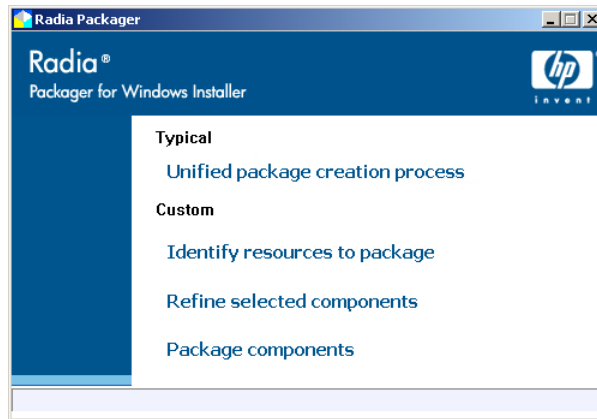 Radia Packager
Radia®
Packager for Windows Installer
hp
invent
Typical
Unified package creation process
Custom
Identify resources to package
Refine selected components
Package components